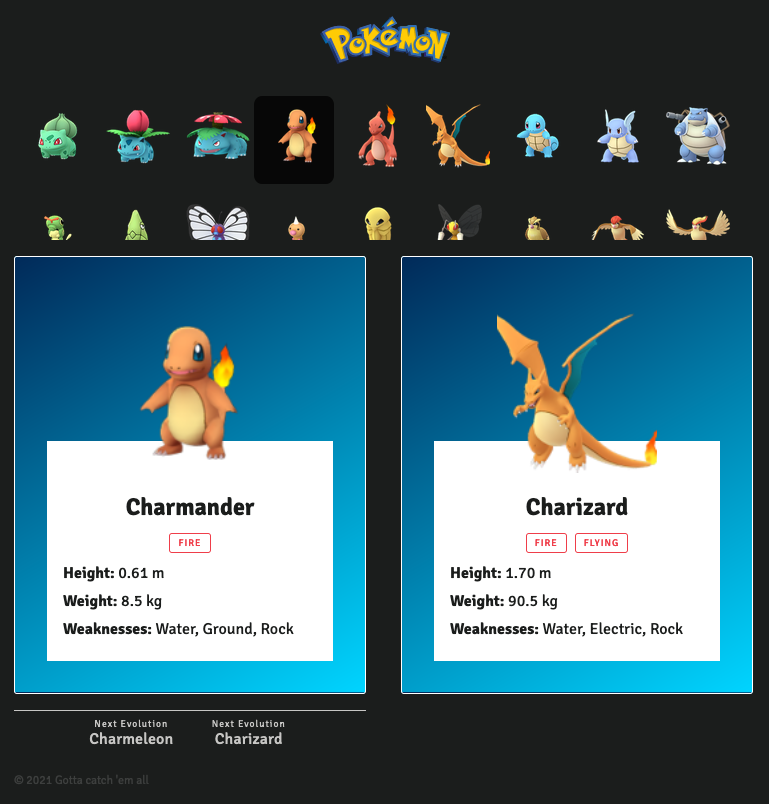 POKÉMON
Charmander
FIRE
Height: 0.61 m
Weight: 8.5 kg
Weaknesses: Water, Ground, Rock
Charizard
FIRE FLYING
Height: 1.70 m
Weight: 90.5 kg
Weaknesses: Water, Electric, Rock
Next Evolution
Charmeleon
Next Evolution
Charizard
© 2021 Gotta catch 'em all